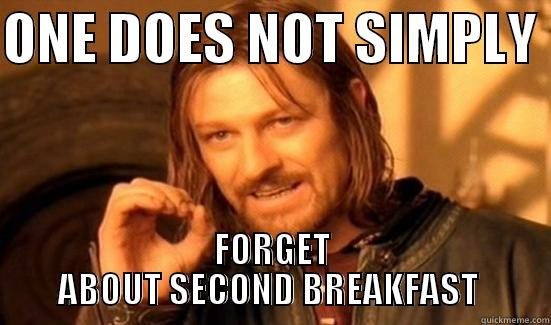 ONE DOES NOT SIMPLY
FORGET
ABOUT SECOND BREAKFAST
quickmeme.com